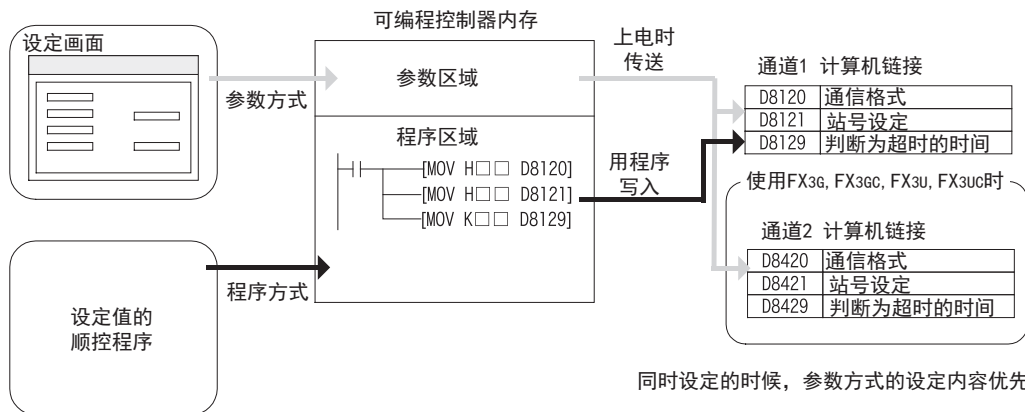 可编程控制器内存
设定画面
参数方式
参数区域
上电时
传送
程序区域
[MOV H□□ D8120]
[MOV H□□ D8121]
[MOV K□□ D8129]
用程序
写入
程序方式
设定值的
顺控程序
通道1 计算机链接
D8120 通信格式
D8121 站号设定
D8129 判断为超时的时间
使用FX3G, FX3GC, FX3U, FX3UC时
通道2 计算机链接
D8420 通信格式
D8421 站号设定
D8429 判断为超时的时间
同时设定的时候，参数方式的设定内容优先